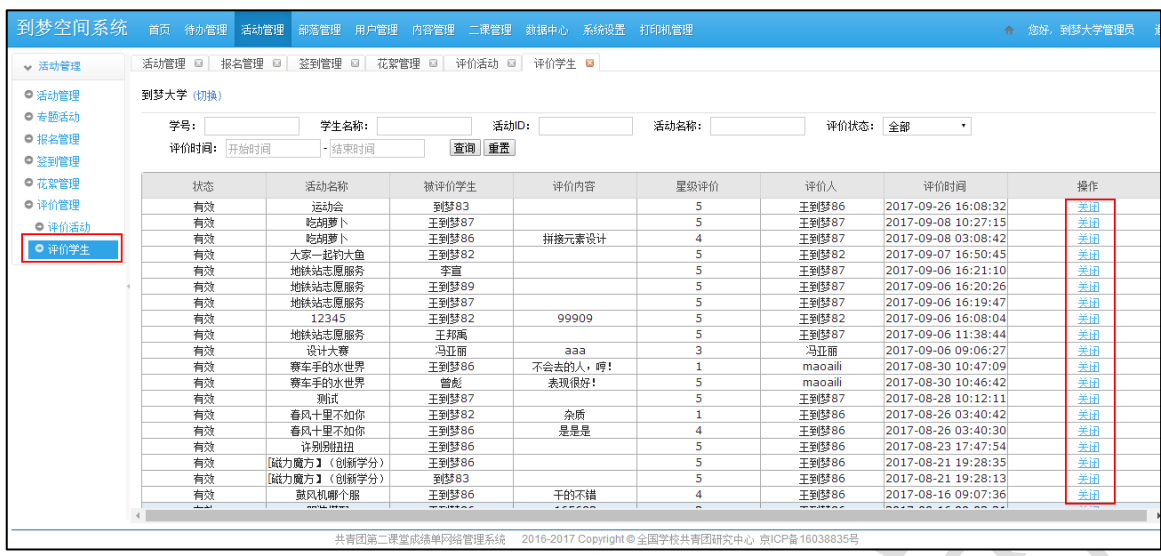 到梦空间系统 首页 待办管理 活动管理 部落管理 用户管理 内容管理 二课管理 数据中心 系统设置 打印机管理 您好，到梦大学管理员
活动管理 活动管理 报名管理 签到管理 花絮管理 评价活动 评价学生
活动管理
专题活动
报名管理
签到管理
花絮管理
评价管理
评价活动
评价学生
到梦大学 (切换)
学号： 学生名称： 活动ID： 活动名称： 评价状态： 全部
评价时间： 开始时间 - 结束时间 查询 重置
状态 活动名称 被评价学生 评价内容 星级评价 评价人 评价时间 操作
有效 运动会 到梦83 5 王到梦86 2017-09-26 16:08:32 关闭
有效 吃胡萝卜 王到梦87 5 王到梦87 2017-09-08 10:27:15 关闭
有效 吃胡萝卜 王到梦86 拼接元素设计 4 王到梦87 2017-09-08 03:08:42 关闭
有效 大家一起钓大鱼 王到梦82 5 王到梦82 2017-09-07 16:50:45 关闭
有效 地铁站志愿服务 李宣 5 王到梦87 2017-09-06 16:21:10 关闭
有效 地铁站志愿服务 王到梦89 5 王到梦87 2017-09-06 16:20:26 关闭
有效 地铁站志愿服务 王到梦87 5 王到梦87 2017-09-06 16:19:47 关闭
有效 12345 王到梦82 99909 5 王到梦82 2017-09-06 16:08:04 关闭
有效 地铁站志愿服务 王邦禹 5 王到梦87 2017-09-06 11:38:44 关闭
有效 设计大赛 冯亚丽 aaa 3 冯亚丽 2017-09-06 09:06:27 关闭
有效 赛车手的水世界 王到梦86 不会去的人，哼！ 1 maoaili 2017-08-30 10:47:09 关闭
有效 赛车手的水世界 曾彪 表现很好！ 5 maoaili 2017-08-30 10:46:42 关闭
有效 测试 王到梦87 5 王到梦87 2017-08-28 10:12:11 关闭
有效 春风十里不如你 王到梦82 杂质 1 王到梦86 2017-08-26 03:40:42 关闭
有效 春风十里不如你 王到梦86 是是是 4 王到梦86 2017-08-26 03:40:30 关闭
有效 许别别扭扭 王到梦86 5 王到梦86 2017-08-23 17:47:54 关闭
有效 【磁力魔方】（创新学分） 王到梦86 5 王到梦86 2017-08-21 19:28:35 关闭
有效 【磁力魔方】（创新学分） 到梦83 5 王到梦86 2017-08-21 19:28:13 关闭
有效 鼓风机哪个服 王到梦86 干的不错 4 王到梦86 2017-08-16 09:07:36 关闭
共青团第二课堂成绩单网络管理系统 2016-2017 Copyright © 全国学校共青团研究中心 京ICP备16038835号